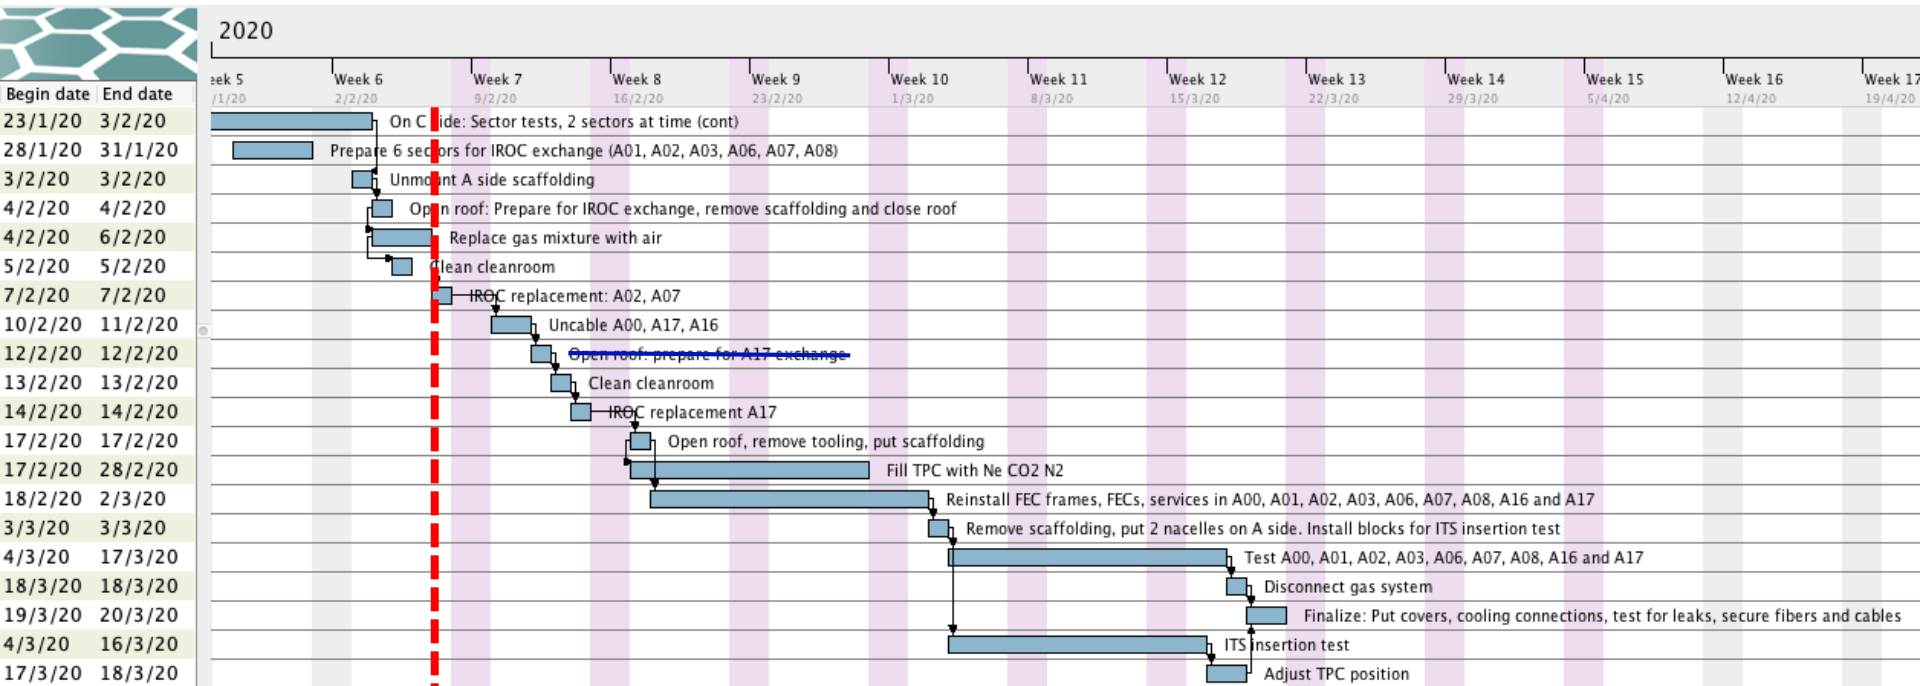 2020
eek 5 Week 6 Week 7 Week 8 Week 9 Week 10 Week 11 Week 12 Week 13 Week 14 Week 15 Week 16 Week 17
Begin date End date /1/20 2/2/20 9/2/20 16/2/20 23/2/20 1/3/20 8/3/20 15/3/20 22/3/20 29/3/20 5/4/20 12/4/20 19/4/20
23/1/20 3/2/20 On C ide: Sector tests, 2 sectors at time (cont)
28/1/20 31/1/20 Prepare 6 sectors for IROC exchange (A01, A02, A03, A06, A07, A08)
3/2/20 3/2/20 Unmount A side scaffolding
4/2/20 4/2/20 Open roof: Prepare for IROC exchange, remove scaffolding and close roof
4/2/20 6/2/20 Replace gas mixture with air
5/2/20 5/2/20 Clean cleanroom
7/2/20 7/2/20 IROC replacement: A02, A07
10/2/20 11/2/20 Uncable A00, A17, A16
12/2/20 12/2/20 Open roof: prepare for A17 exchange
13/2/20 13/2/20 Clean cleanroom
14/2/20 14/2/20 IROC replacement A17
17/2/20 17/2/20 Open roof, remove tooling, put scaffolding
17/2/20 28/2/20 Fill TPC with Ne CO2 N2
18/2/20 2/3/20 Reinstall FEC frames, FECs, services in A00, A01, A02, A03, A06, A07, A08, A16 and A17
3/3/20 3/3/20 Remove scaffolding, put 2 nacelles on A side. Install blocks for ITS insertion test
4/3/20 17/3/20 Test A00, A01, A02, A03, A06, A07, A08, A16 and A17
18/3/20 18/3/20 Disconnect gas system
19/3/20 20/3/20 Finalize: Put covers, cooling connections, test for leaks, secure fibers and cables
4/3/20 16/3/20 ITS insertion test
17/3/20 18/3/20 Adjust TPC position